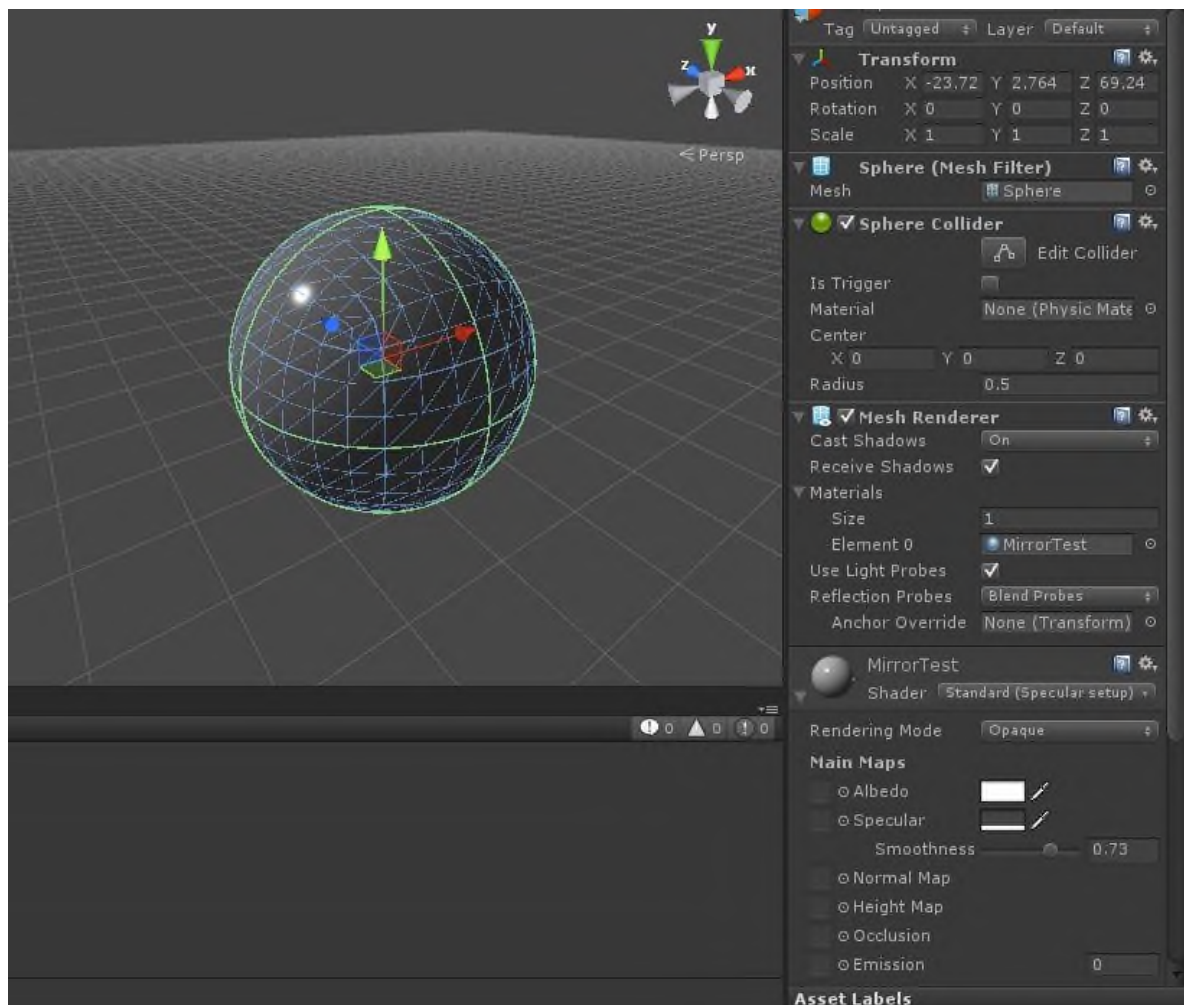 y
z
x
Persp
0 0 0
Tag Untagged Layer Default
Transform
Position X -23.72 Y 2.764 Z 69.24
Rotation X 0 Y 0 Z 0
Scale X 1 Y 1 Z 1
Sphere (Mesh Filter)
Mesh Sphere
Sphere Collider
Edit Collider
Is Trigger
Material None (Physic Mate
Center
X 0 Y 0 Z 0
Radius 0.5
Mesh Renderer
Cast Shadows On
Receive Shadows
Materials
Size 1
Element 0 MirrorTest
Use Light Probes
Reflection Probes Blend Probes
Anchor Override None (Transform)
MirrorTest
Shader Standard (Specular setup)
Rendering Mode Opaque
Main Maps
Albedo
Specular
Smoothness 0.73
Normal Map
Height Map
Occlusion
Emission 0
Asset Labels